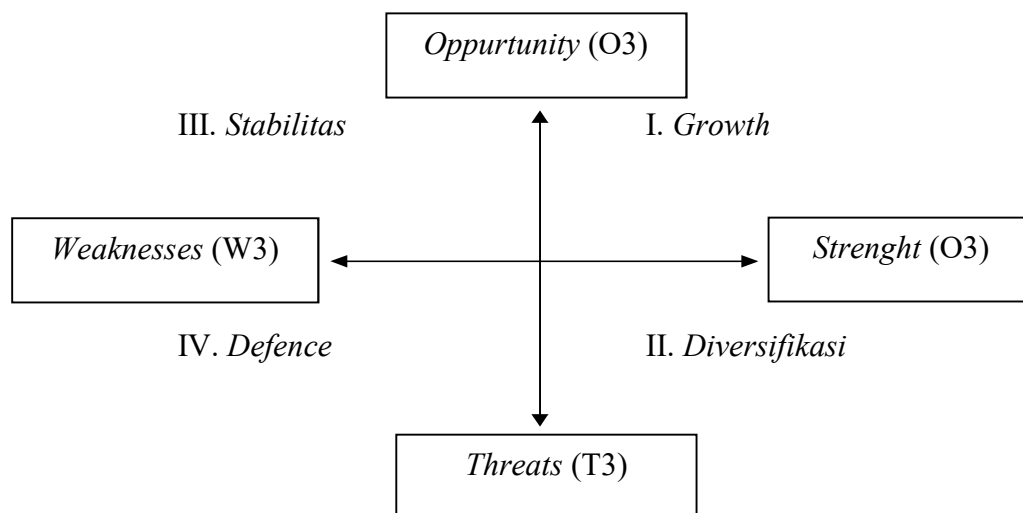 Oppurtunity (O3)
III. Stabilitas
I. Growth
Weaknesses (W3)
Strenght (O3)
IV. Defence
II. Diversifikasi
Threats (T3)